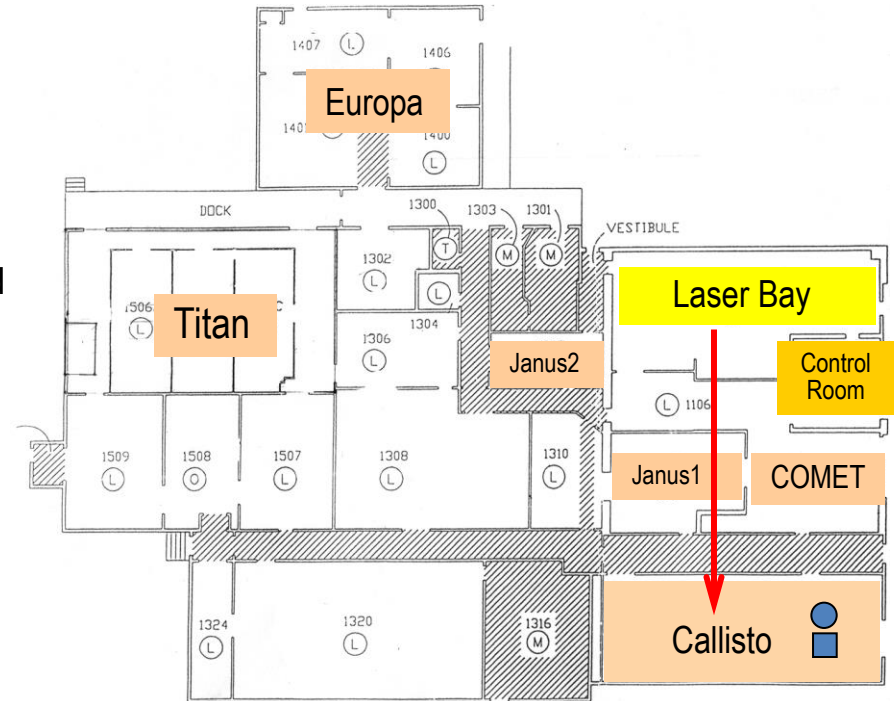 1407 L
1406
Europa
140
1400
L
DOCK
1300
1303
1301
VESTIBULE
T
M
M
1302
L
L
1304
Laser Bay
1506
L
Titan
C
1306
L
Janus2
Control
Room
L 1106
1509
L
1508
O
1507
L
1308
L
1310
L
Janus1
COMET
1324
L
1320
L
1316
M
Callisto